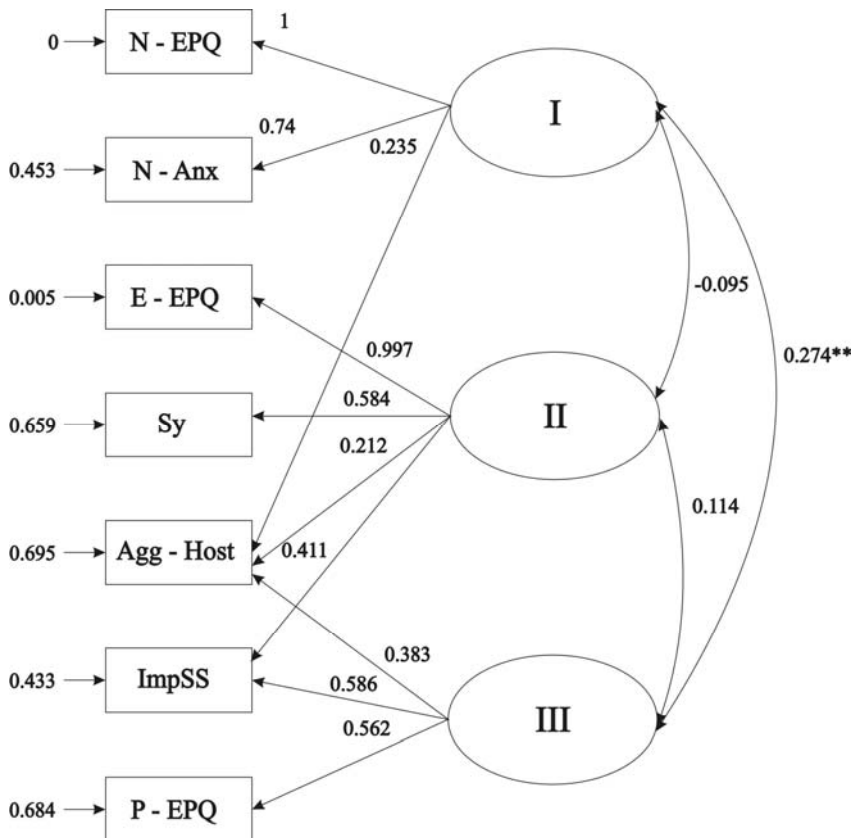 1
0
N - EPQ
I
0.74
0.235
0.453
N - Anx
-0.095
0.005
E - EPQ
0.997
0.274**
0.584
0.659
Sy
II
0.212
0.114
0.695
Agg - Host
0.411
0.383
0.433
ImpSS
0.586
III
0.562
0.684
P - EPQ